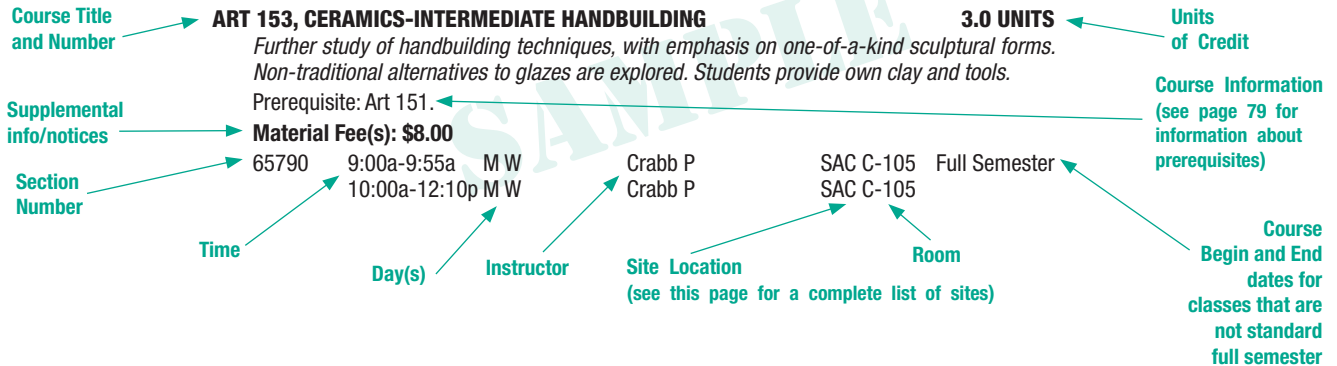 Course Title
and Number
ART 153, CERAMICS-INTERMEDIATE HANDBUILDING 3.0 UNITS
Units
of Credit
Further study of handbuilding techniques, with emphasis on one-of-a-kind sculptural forms.
Non-traditional alternatives to glazes are explored. Students provide own clay and tools.
Prerequisite: Art 151.
Course Information
(see page 79 for
information about
prerequisites)
Supplemental
info/notices
Material Fee(s): $8.00
SAMPLE
65790 9:00a-9:55a M W Crabb P SAC C-105 Full Semester
10:00a-12:10p M W Crabb P SAC C-105
Section
Number
Time
Day(s)
Instructor
Site Location
(see this page for a complete list of sites)
Room
Course
Begin and End
dates for
classes that are
not standard
full semester